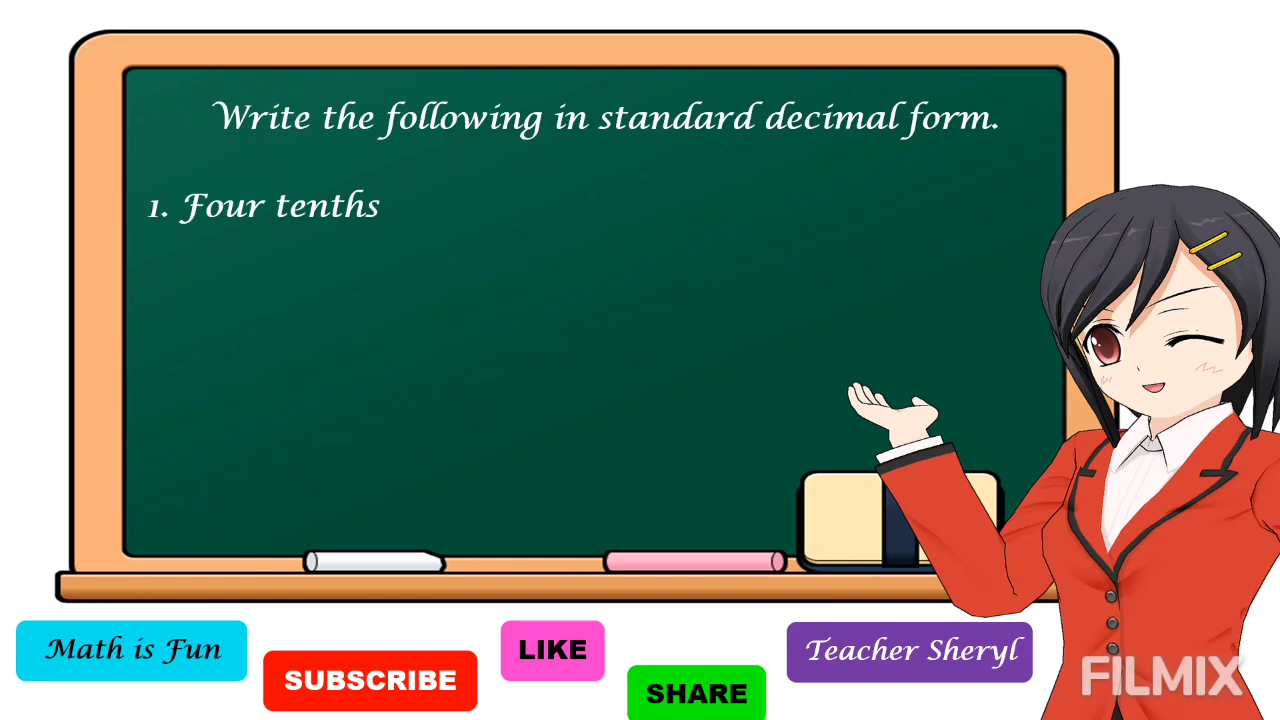 Write the following in standard decimal form.
1. Four tenths
Math is Fun
SUBSCRIBE
LIKE
SHARE
Teacher Sheryl
FILMIX